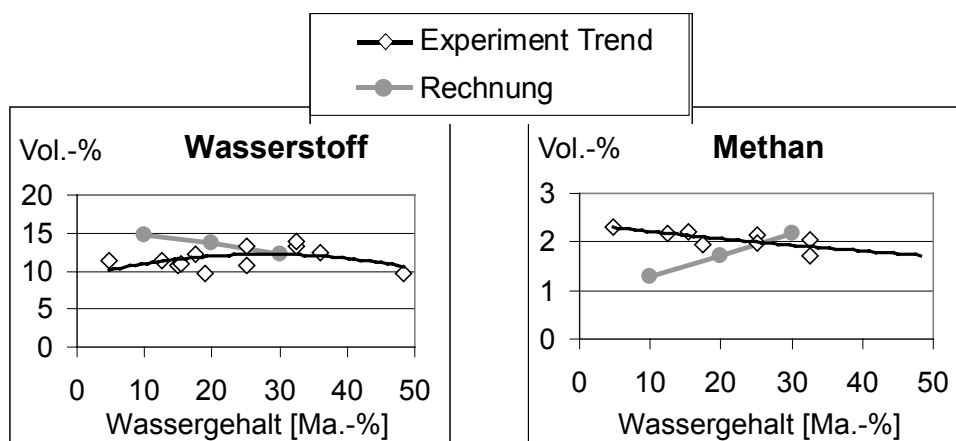 Experiment Trend
Rechnung
Vol.-% Wasserstoff
20
15
10
5
0
0 10 20 30 40 50
Wassergehalt [Ma.-%]
Vol.-% Methan
3
2
1
0
0 10 20 30 40 50
Wassergehalt [Ma.-%]